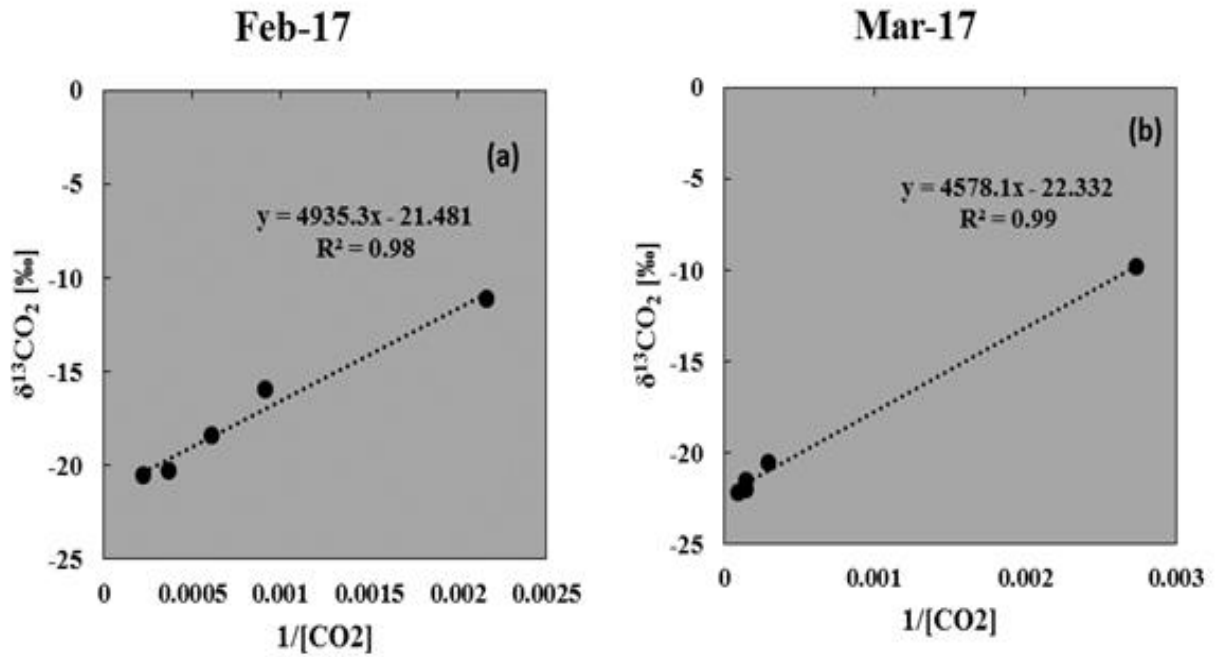 Feb-17
0
-5
-10
-15
-20
-25
δ¹³CO₂ [‰]
(a)
y = 4935.3x - 21.481
R² = 0.98
0 0.0005 0.001 0.0015 0.002 0.0025
1/[CO2]
Mar-17
0
-5
-10
-15
-20
-25
δ¹³CO₂ [‰]
(b)
y = 4578.1x - 22.332
R² = 0.99
0 0.001 0.002 0.003
1/[CO2]